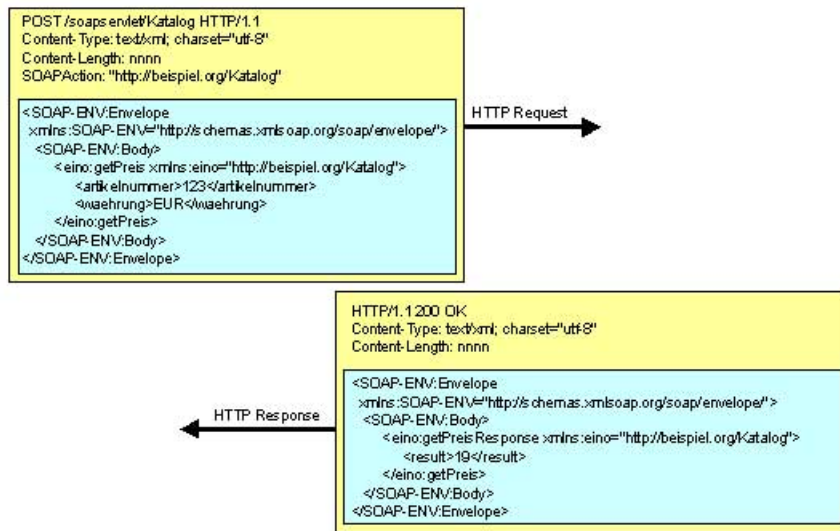 POST /soapservlet/Katalog HTTP/1.1
Content-Type: text/xml; charset="utf-8"
Content-Length: nnnn
SOAPAction: "http://beispiel.org/Katalog"
<SOAP-ENV:Envelope
xmlns:SOAP-ENV="http://schemas.xmlsoap.org/soap/envelope/">
<SOAP-ENV:Body>
<eino:getPreis xmlns:eino="http://beispiel.org/Katalog">
<artikelnummer>123</artikelnummer>
<waehrung>EUR</waehrung>
</eino:getPreis>
</SOAP-ENV:Body>
</SOAP-ENV:Envelope>
HTTP Request
HTTP/1.1 200 OK
Content-Type: text/xml; charset="utf-8"
Content-Length: nnnn
<SOAP-ENV:Envelope
xmlns:SOAP-ENV="http://schemas.xmlsoap.org/soap/envelope/">
<SOAP-ENV:Body>
<eino:getPreisResponse xmlns:eino="http://beispiel.org/Katalog">
<result>19</result>
</eino:getPreis>
</SOAP-ENV:Body>
</SOAP-ENV:Envelope>
HTTP Response